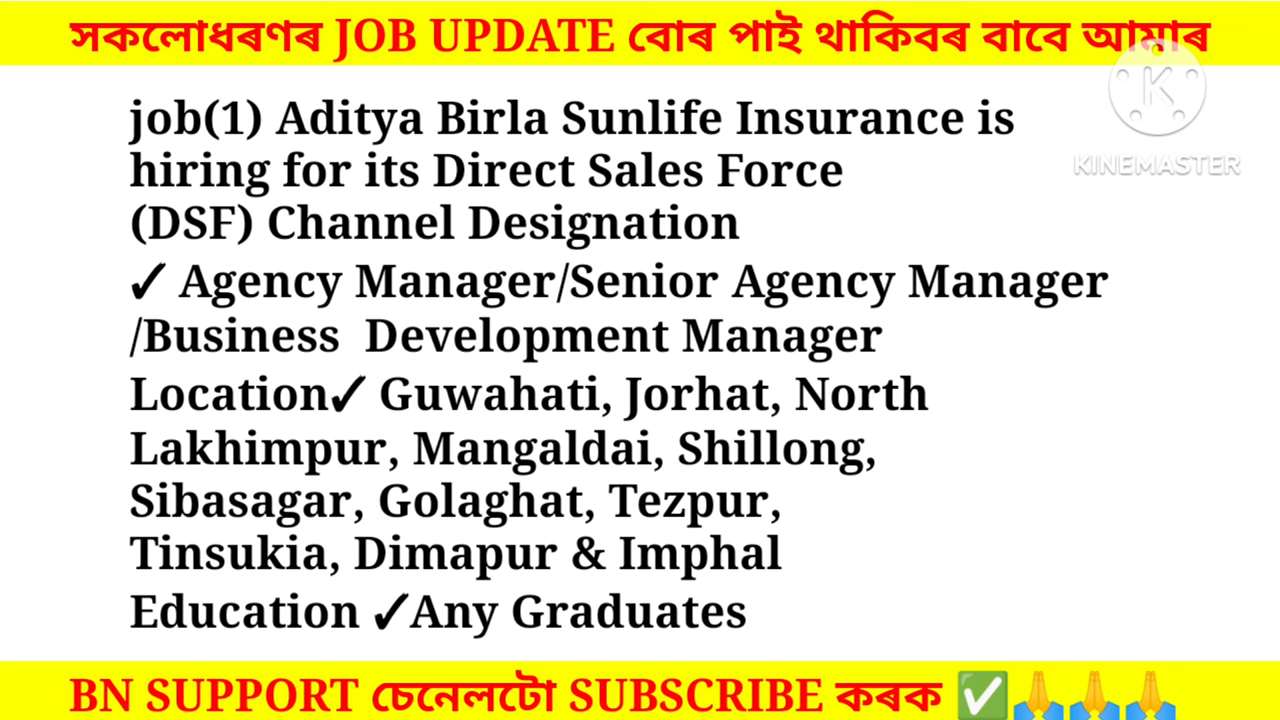 সকলোধৰণৰ JOB UPDATE বোৰ পাই থাকিবৰ বাবে আমাৰ
KINEMASTER
job(1) Aditya Birla Sunlife Insurance is
hiring for its Direct Sales Force
(DSF) Channel Designation
✓ Agency Manager/Senior Agency Manager
/Business  Development Manager
Location✓ Guwahati, Jorhat, North
Lakhimpur, Mangaldai, Shillong,
Sibasagar, Golaghat, Tezpur,
Tinsukia, Dimapur & Imphal
Education ✓Any Graduates
BN SUPPORT চেনেলটো SUBSCRIBE কৰক ✅🙏🙏🙏